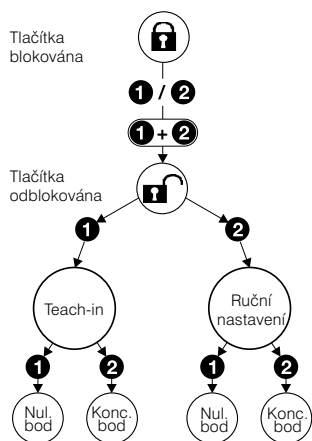 Tlačítka
blokována
1 / 2
1 + 2
Tlačítka
odblokována
1 2
Teach-in
Ruční
nastavení
1 2 1 2
Nul.
bod
Konc.
bod
Nul.
bod
Konc.
bod